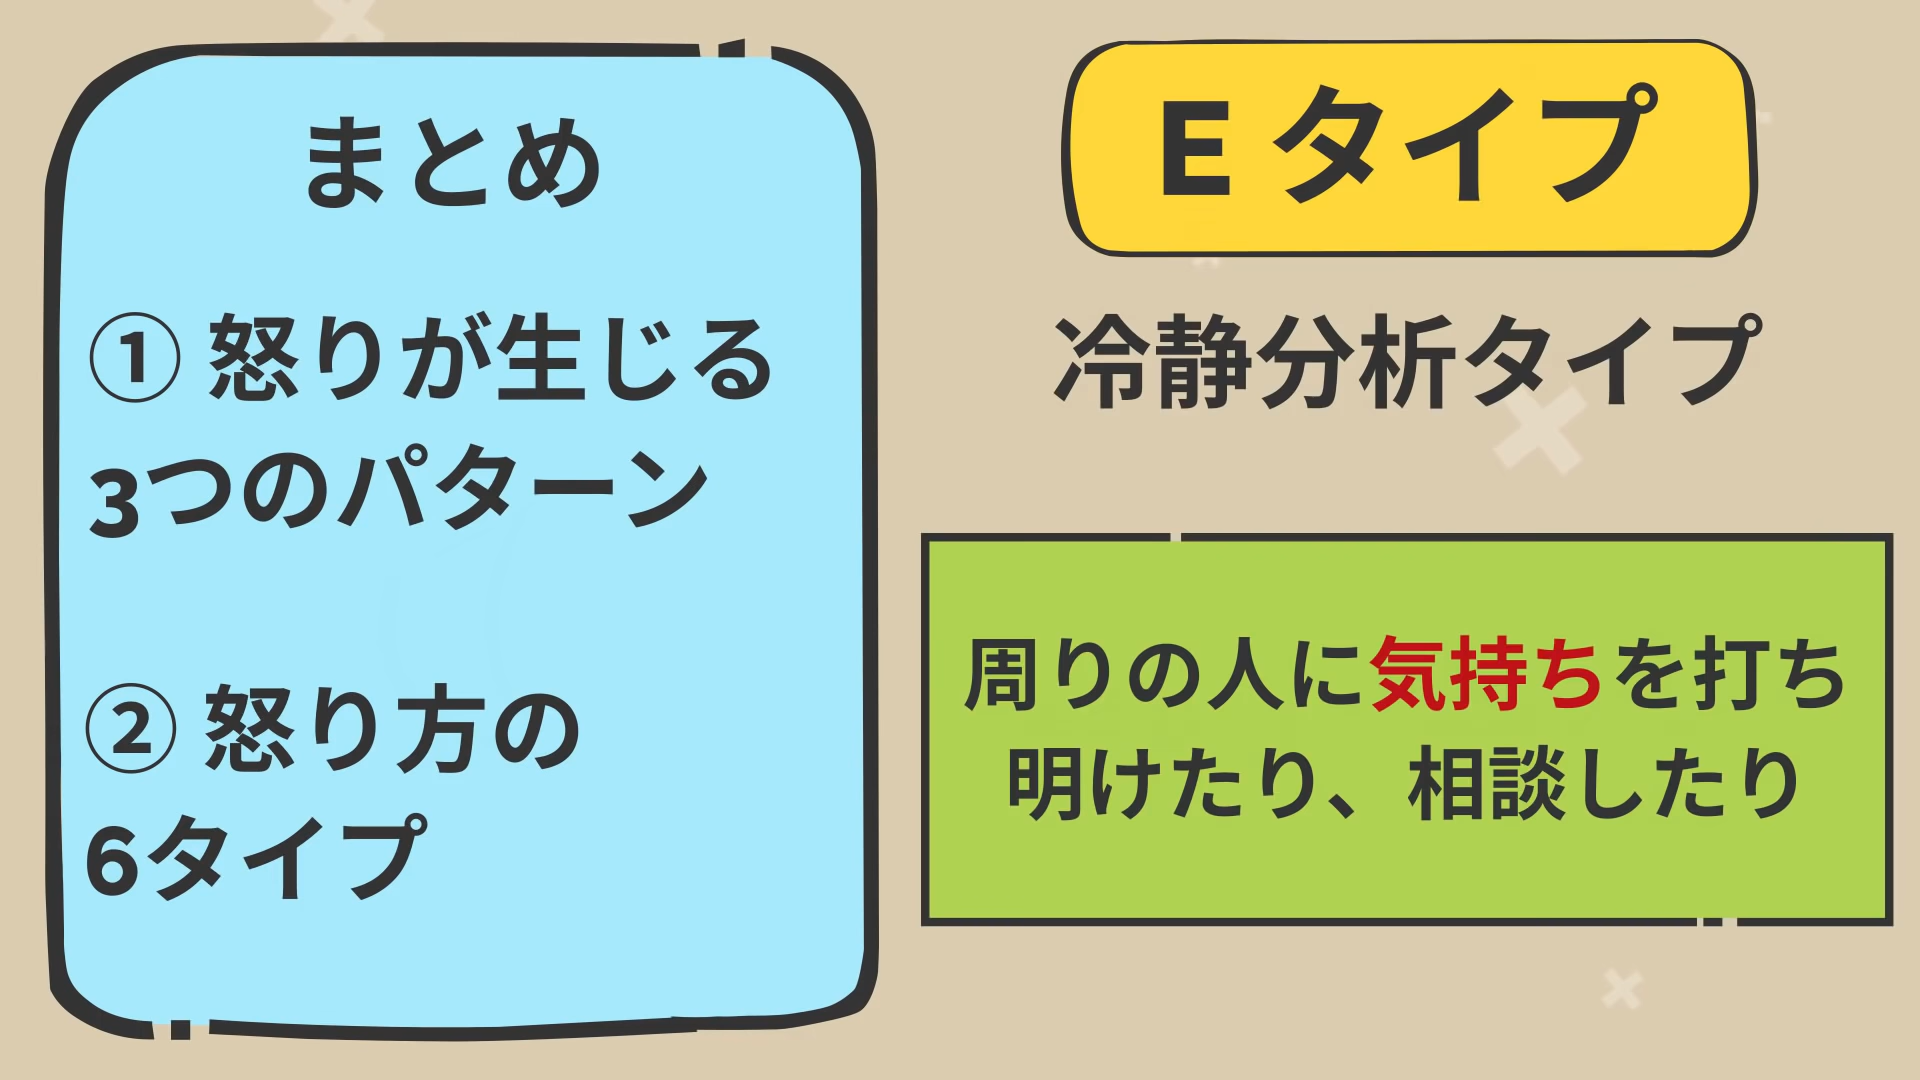 まとめ
① 怒りが生じる
3つのパターン
② 怒り方の
6タイプ
E タイプ
冷静分析タイプ
周りの人に気持ちを打ち
明けたり、相談したり